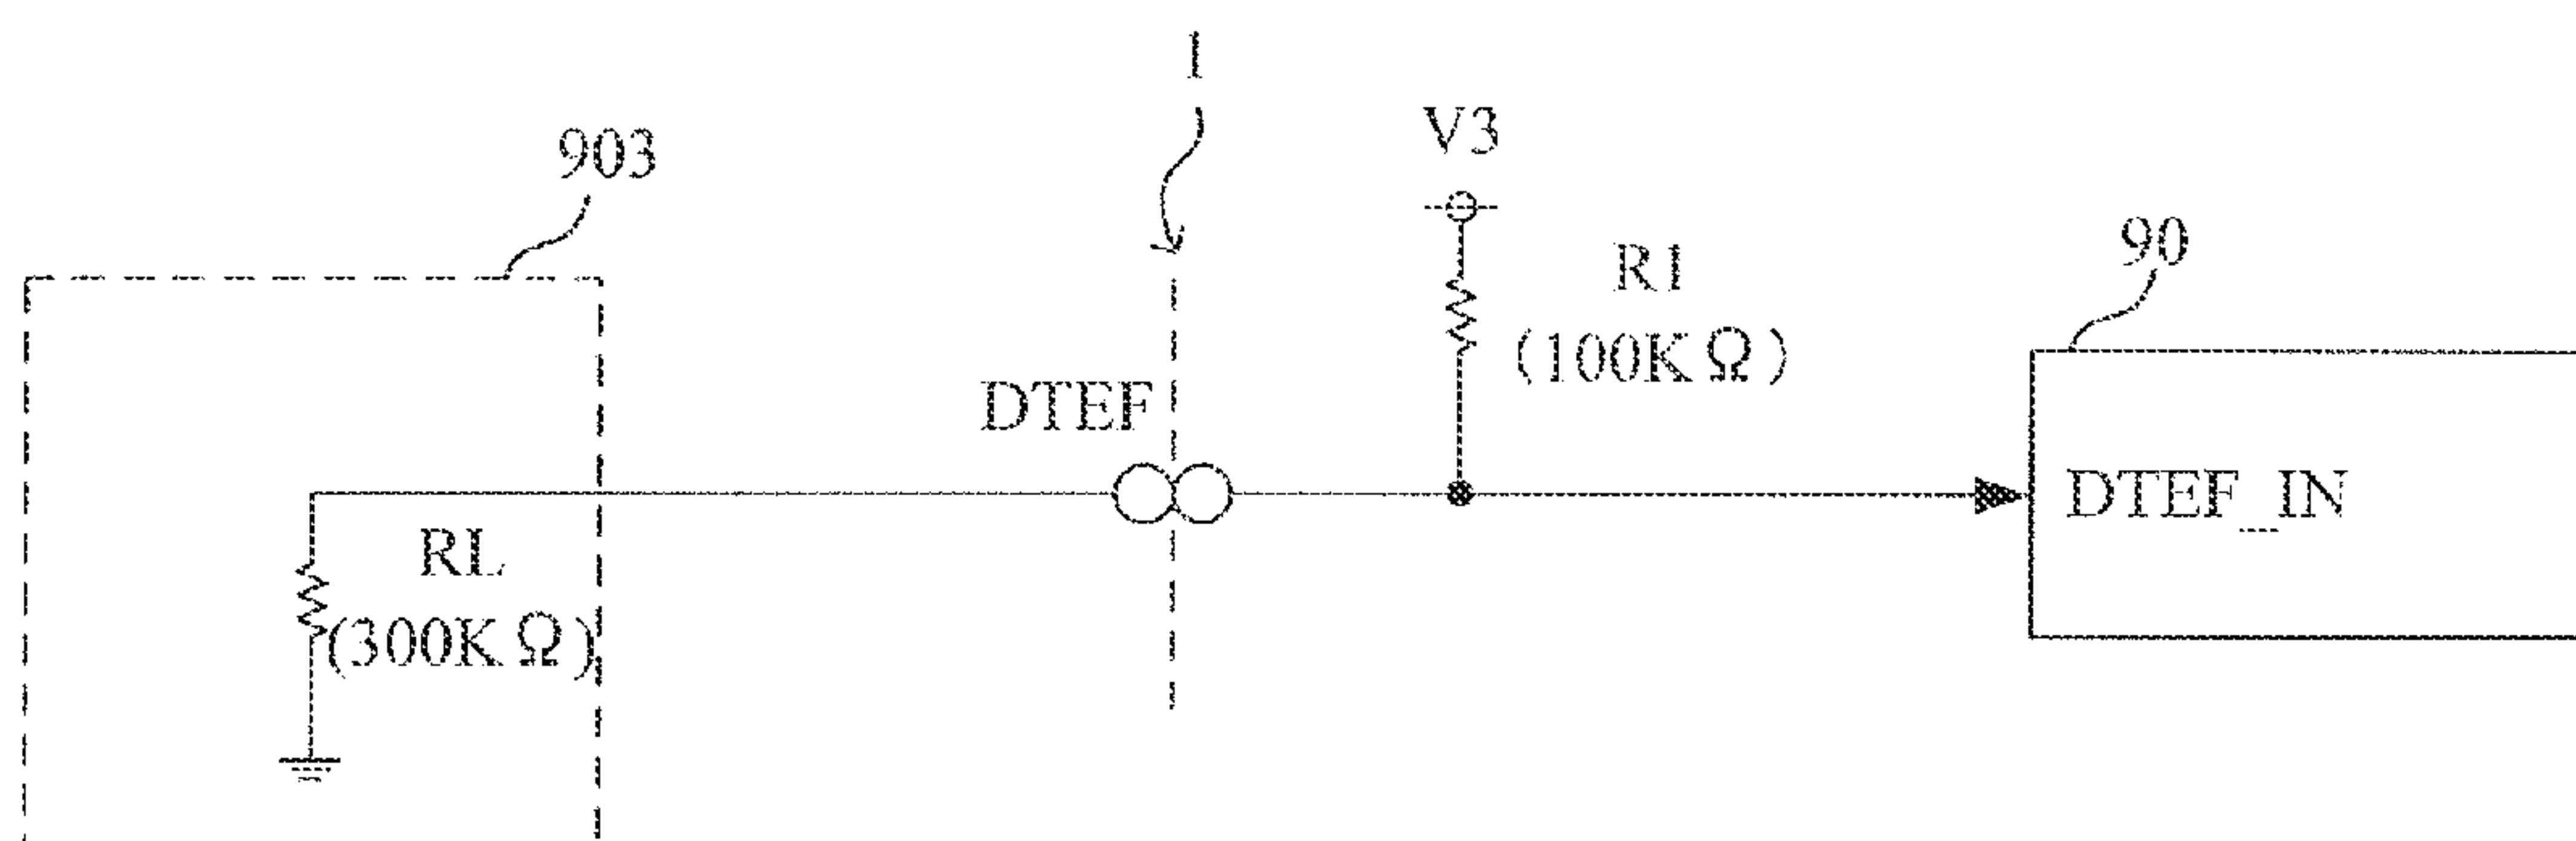 1
903
V3
90
R1
(100KΩ)
DTEF
DTEF_IN
RL
(300KΩ)